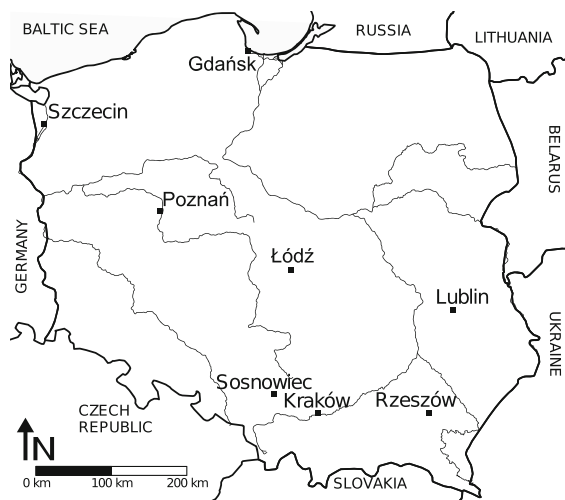 BALTIC SEA
RUSSIA
LITHUANIA
Gdańsk
Szczecin
BELARUS
Poznań
GERMANY
Łódź
Lublin
UKRAINE
Sosnowiec
Kraków
Rzeszów
CZECH
REPUBLIC
N
0 km
100 km
200 km
SLOVAKIA